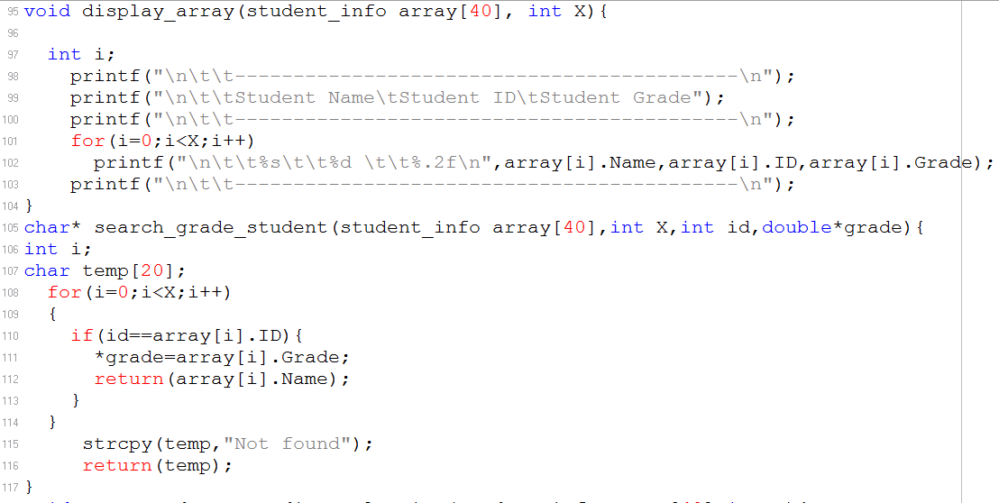 95 void display_array(student_info array[40], int X){
96
97 int i;
98 printf("\n\t\t-------------------------------------------\n");
99 printf("\n\t\tStudent Name\tStudent ID\tStudent Grade");
100 printf("\n\t\t-------------------------------------------\n");
101 for(i=0;i<X;i++)
102 printf("\n\t\t%s\t\t%d \t\t%.2f\n",array[i].Name,array[i].ID,array[i].Grade);
103 printf("\n\t\t-------------------------------------------\n");
104 }
105 char* search_grade_student(student_info array[40],int X,int id,double*grade){
106 int i;
107 char temp[20];
108 for(i=0;i<X;i++)
109 {
110 if(id==array[i].ID){
111 *grade=array[i].Grade;
112 return(array[i].Name);
113 }
114 }
115 strcpy(temp,"Not found");
116 return(temp);
117 }